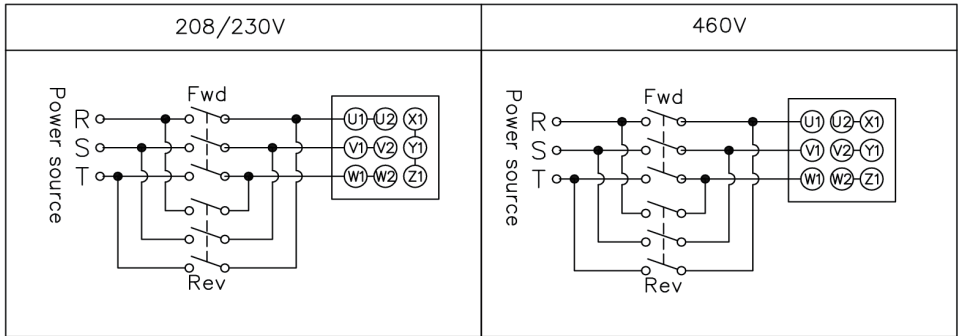 208/230V
460V
Power source
Fwd
R
S
T
U1 U2 X1
V1 V2 Y1
W1 W2 Z1
Rev
Power source
Fwd
R
S
T
U1 U2 X1
V1 V2 Y1
W1 W2 Z1
Rev